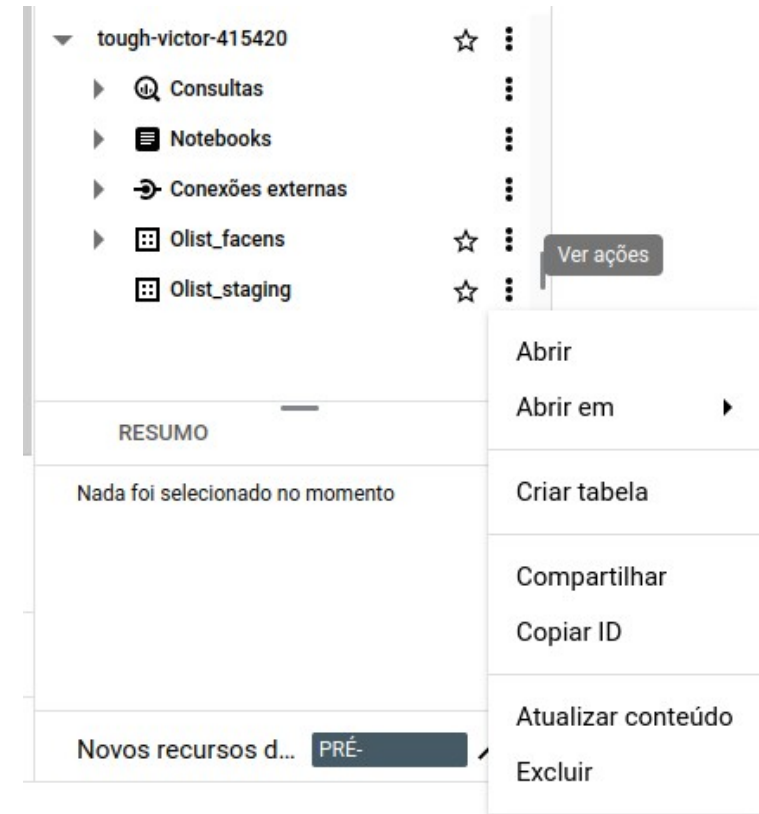 tough-victor-415420
Consultas
Notebooks
Conexões externas
Olist_facens
Ver ações
Olist_staging
Abrir
Abrir em
RESUMO
Nada foi selecionado no momento
Criar tabela
Compartilhar
Copiar ID
Atualizar conteúdo
Novos recursos d... PRÉ-
Excluir